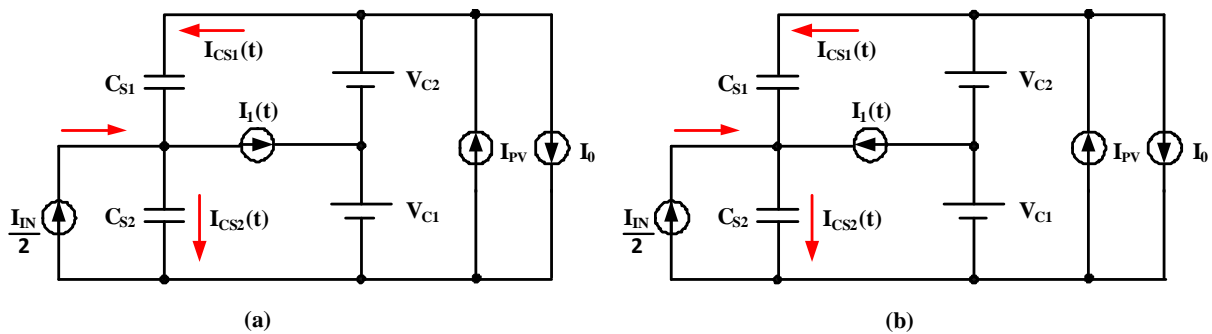 I_CS1(t)
C_S1
V_C2
I_1(t)
I_PV
I_0
I_IN
2
C_S2
I_CS2(t)
V_C1
(a)
I_CS1(t)
C_S1
V_C2
I_1(t)
I_PV
I_0
I_IN
2
C_S2
I_CS2(t)
V_C1
(b)